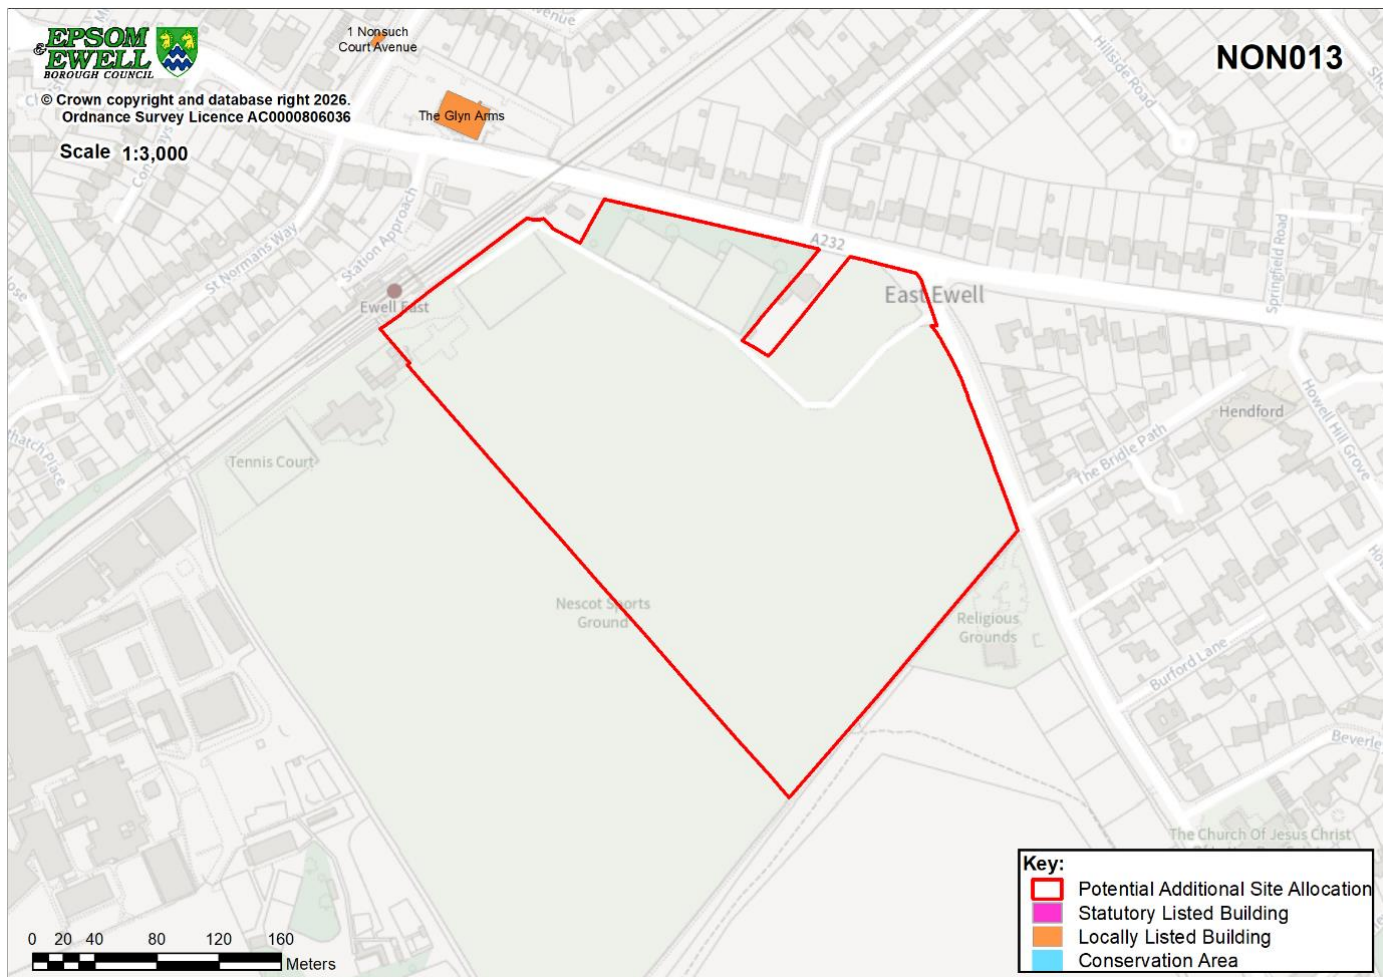 EPSOM
& EWELL
BOROUGH COUNCIL
© Crown copyright and database right 2026.
Ordnance Survey Licence AC0000806036
Scale 1:3,000
NON013
1 Nonsuch
Court Avenue
The Glyn Arms
Hillside Road
St Normans Way
Station Approach
A232
Springfield Road
Ewell East
East Ewell
Hendford
Howell Hill Grove
The Bridle Path
Tennis Court
Nescot Sports
Ground
Religious
Grounds
Burford Lane
Beverle
The Church Of Jesus Christ
Key:
Potential Additional Site Allocation
Statutory Listed Building
Locally Listed Building
Conservation Area
0 20 40 80 120 160
Meters